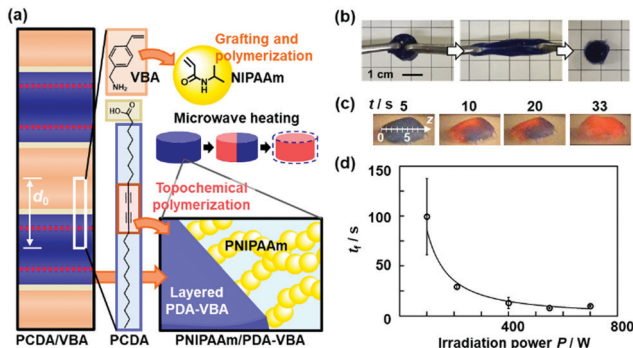 (a)
VBA
NH₂
Grafting and
polymerization
NIPAAm
O
N
H
HO
O
Microwave heating
d₀
Topochemical
polymerization
PNIPAAm
Layered
PDA-VBA
PCDA/VBA
PCDA
PNIPAAm/PDA-VBA
(b)
1 cm
(c) t / s 5 10 20 33
z
0 5
(d)
150
100
50
0
tf / s
0 400 800
Irradiation power P / W